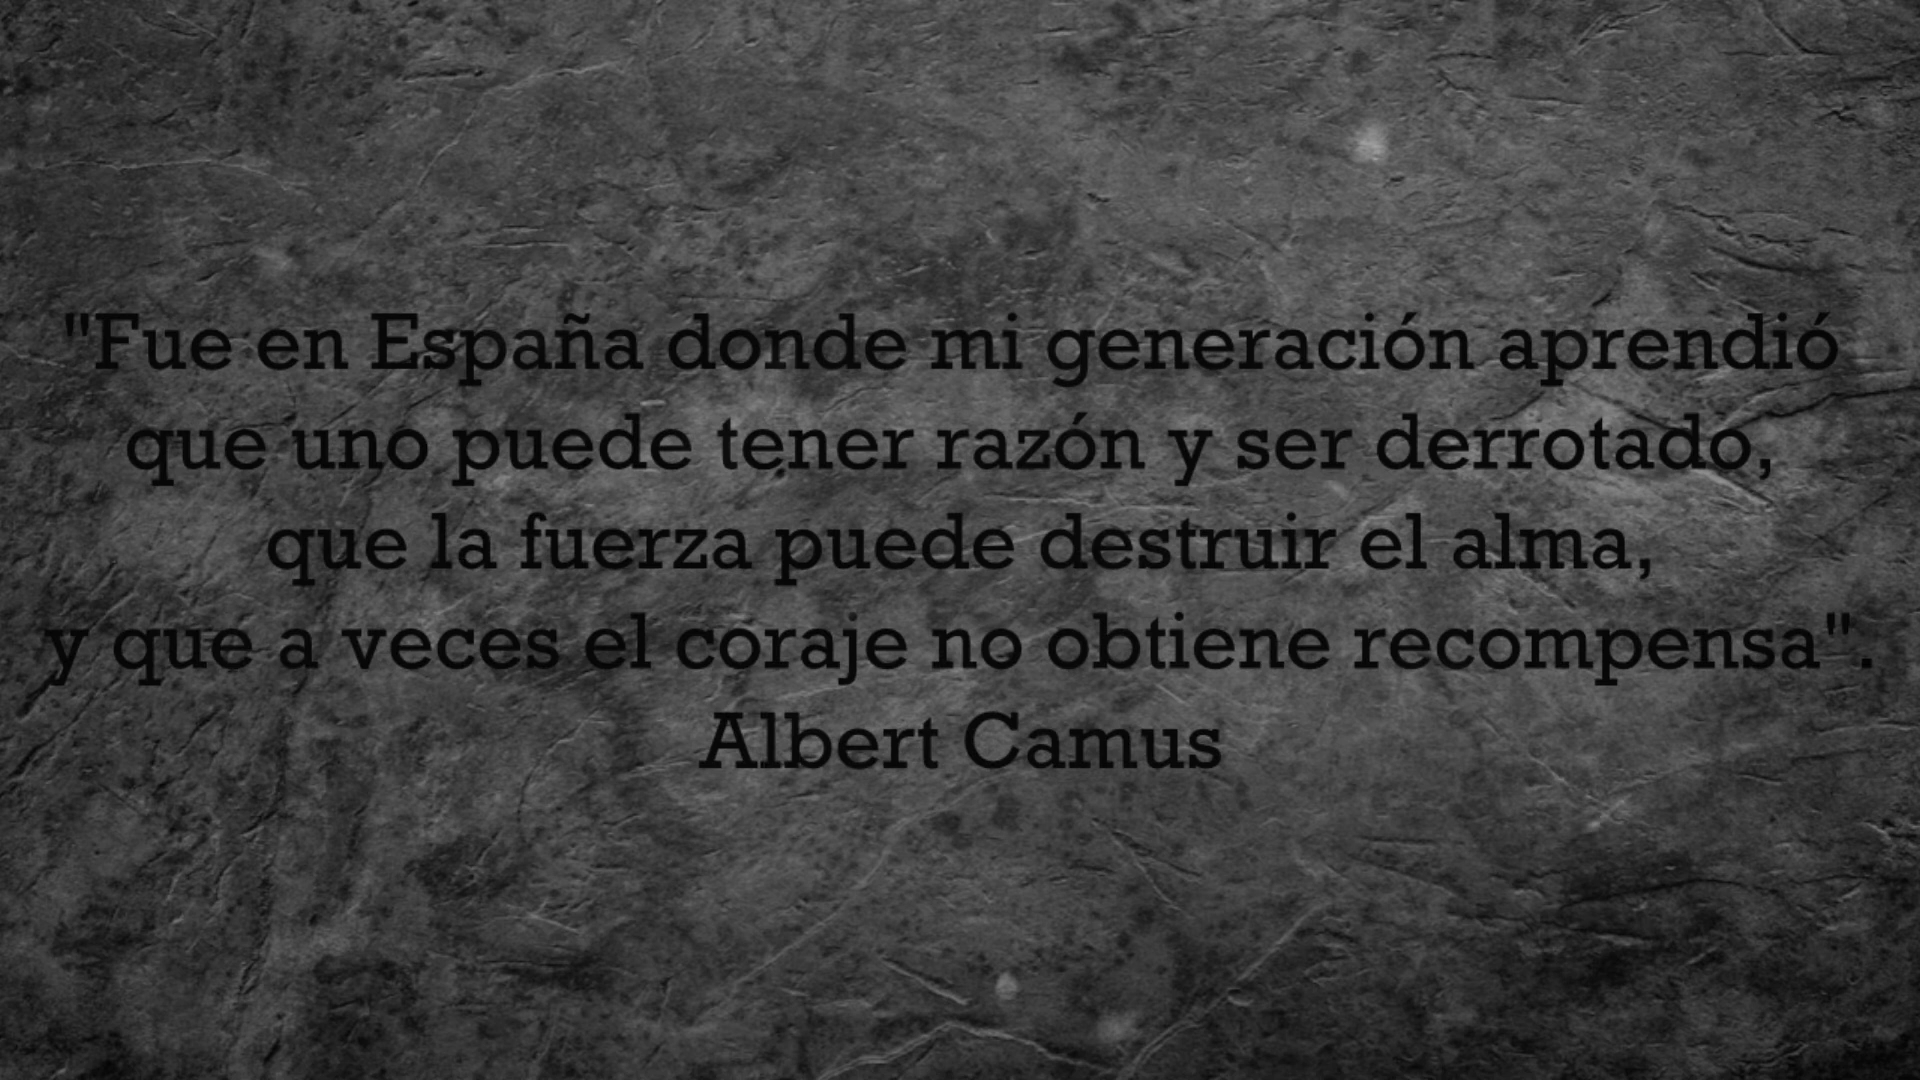 "Fue en España donde mi generación aprendió
que uno puede tener razón y ser derrotado,
que la fuerza puede destruir el alma,
y que a veces el coraje no obtiene recompensa".
Albert Camus